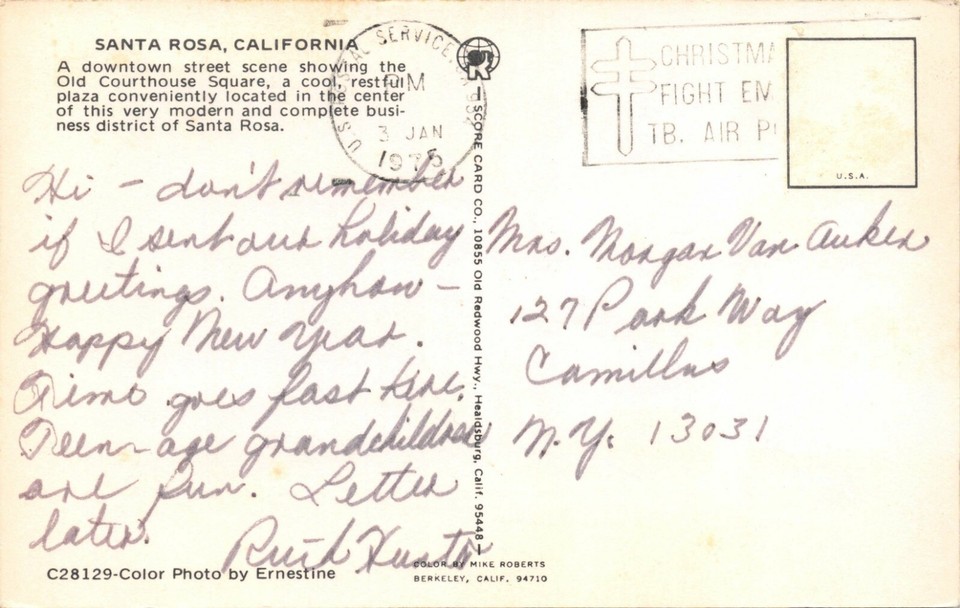 SANTA ROSA, CALIFORNIA
A downtown street scene showing the
Old Courthouse Square, a cool, restful
plaza conveniently located in the center
of this very modern and complete busi-
ness district of Santa Rosa.
U.S. POSTAL SERVICE
PM
3 JAN
1975
CHRISTMA
FIGHT EM
TB. AIR P
U.S.A.
Hi - don't remember
if I sent our holiday
greetings. Anyhow -
Happy New Year.
Time goes fast here.
Teen-age grandchildren
are fun. Letter
later.
Ruth
SCORE CARD CO., 10855 Old Redwood Hwy., Healdsburg, Calif. 95448
Mrs. Morgan Van Auken
127 Park Way
Camillus
N.Y. 13031
C28129-Color Photo by Ernestine
COLOR BY MIKE ROBERTS
BERKELEY, CALIF. 94710